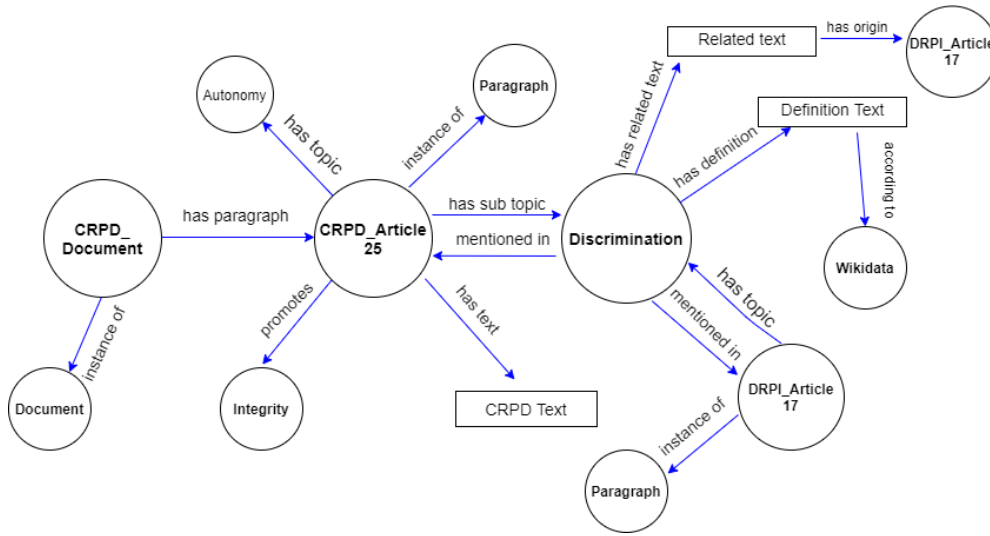 Related text
has origin
DRPI_Article
17
Paragraph
Autonomy
Definition Text
has topic
instance of
has related text
has definition
according to
CRPD_
Document
has paragraph
CRPD_Article
25
has sub topic
mentioned in
Discrimination
Wikidata
instance of
promotes
has text
mentioned in
has topic
Document
Integrity
CRPD Text
DRPI_Article
17
instance of
Paragraph